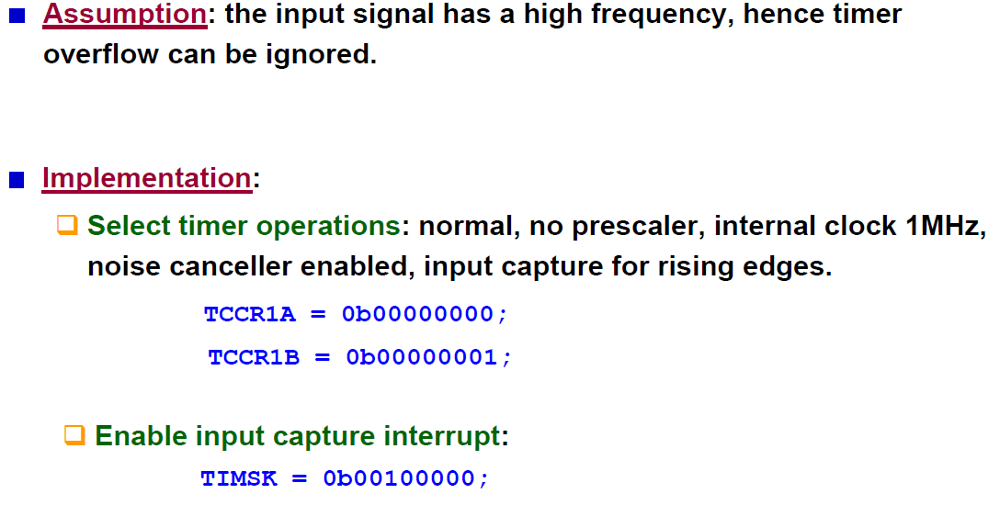 Assumption: the input signal has a high frequency, hence timer
overflow can be ignored.
Implementation:
Select timer operations: normal, no prescaler, internal clock 1MHz,
noise canceller enabled, input capture for rising edges.
TCCR1A = 0b00000000;
TCCR1B = 0b00000001;
Enable input capture interrupt:
TIMSK = 0b00100000;